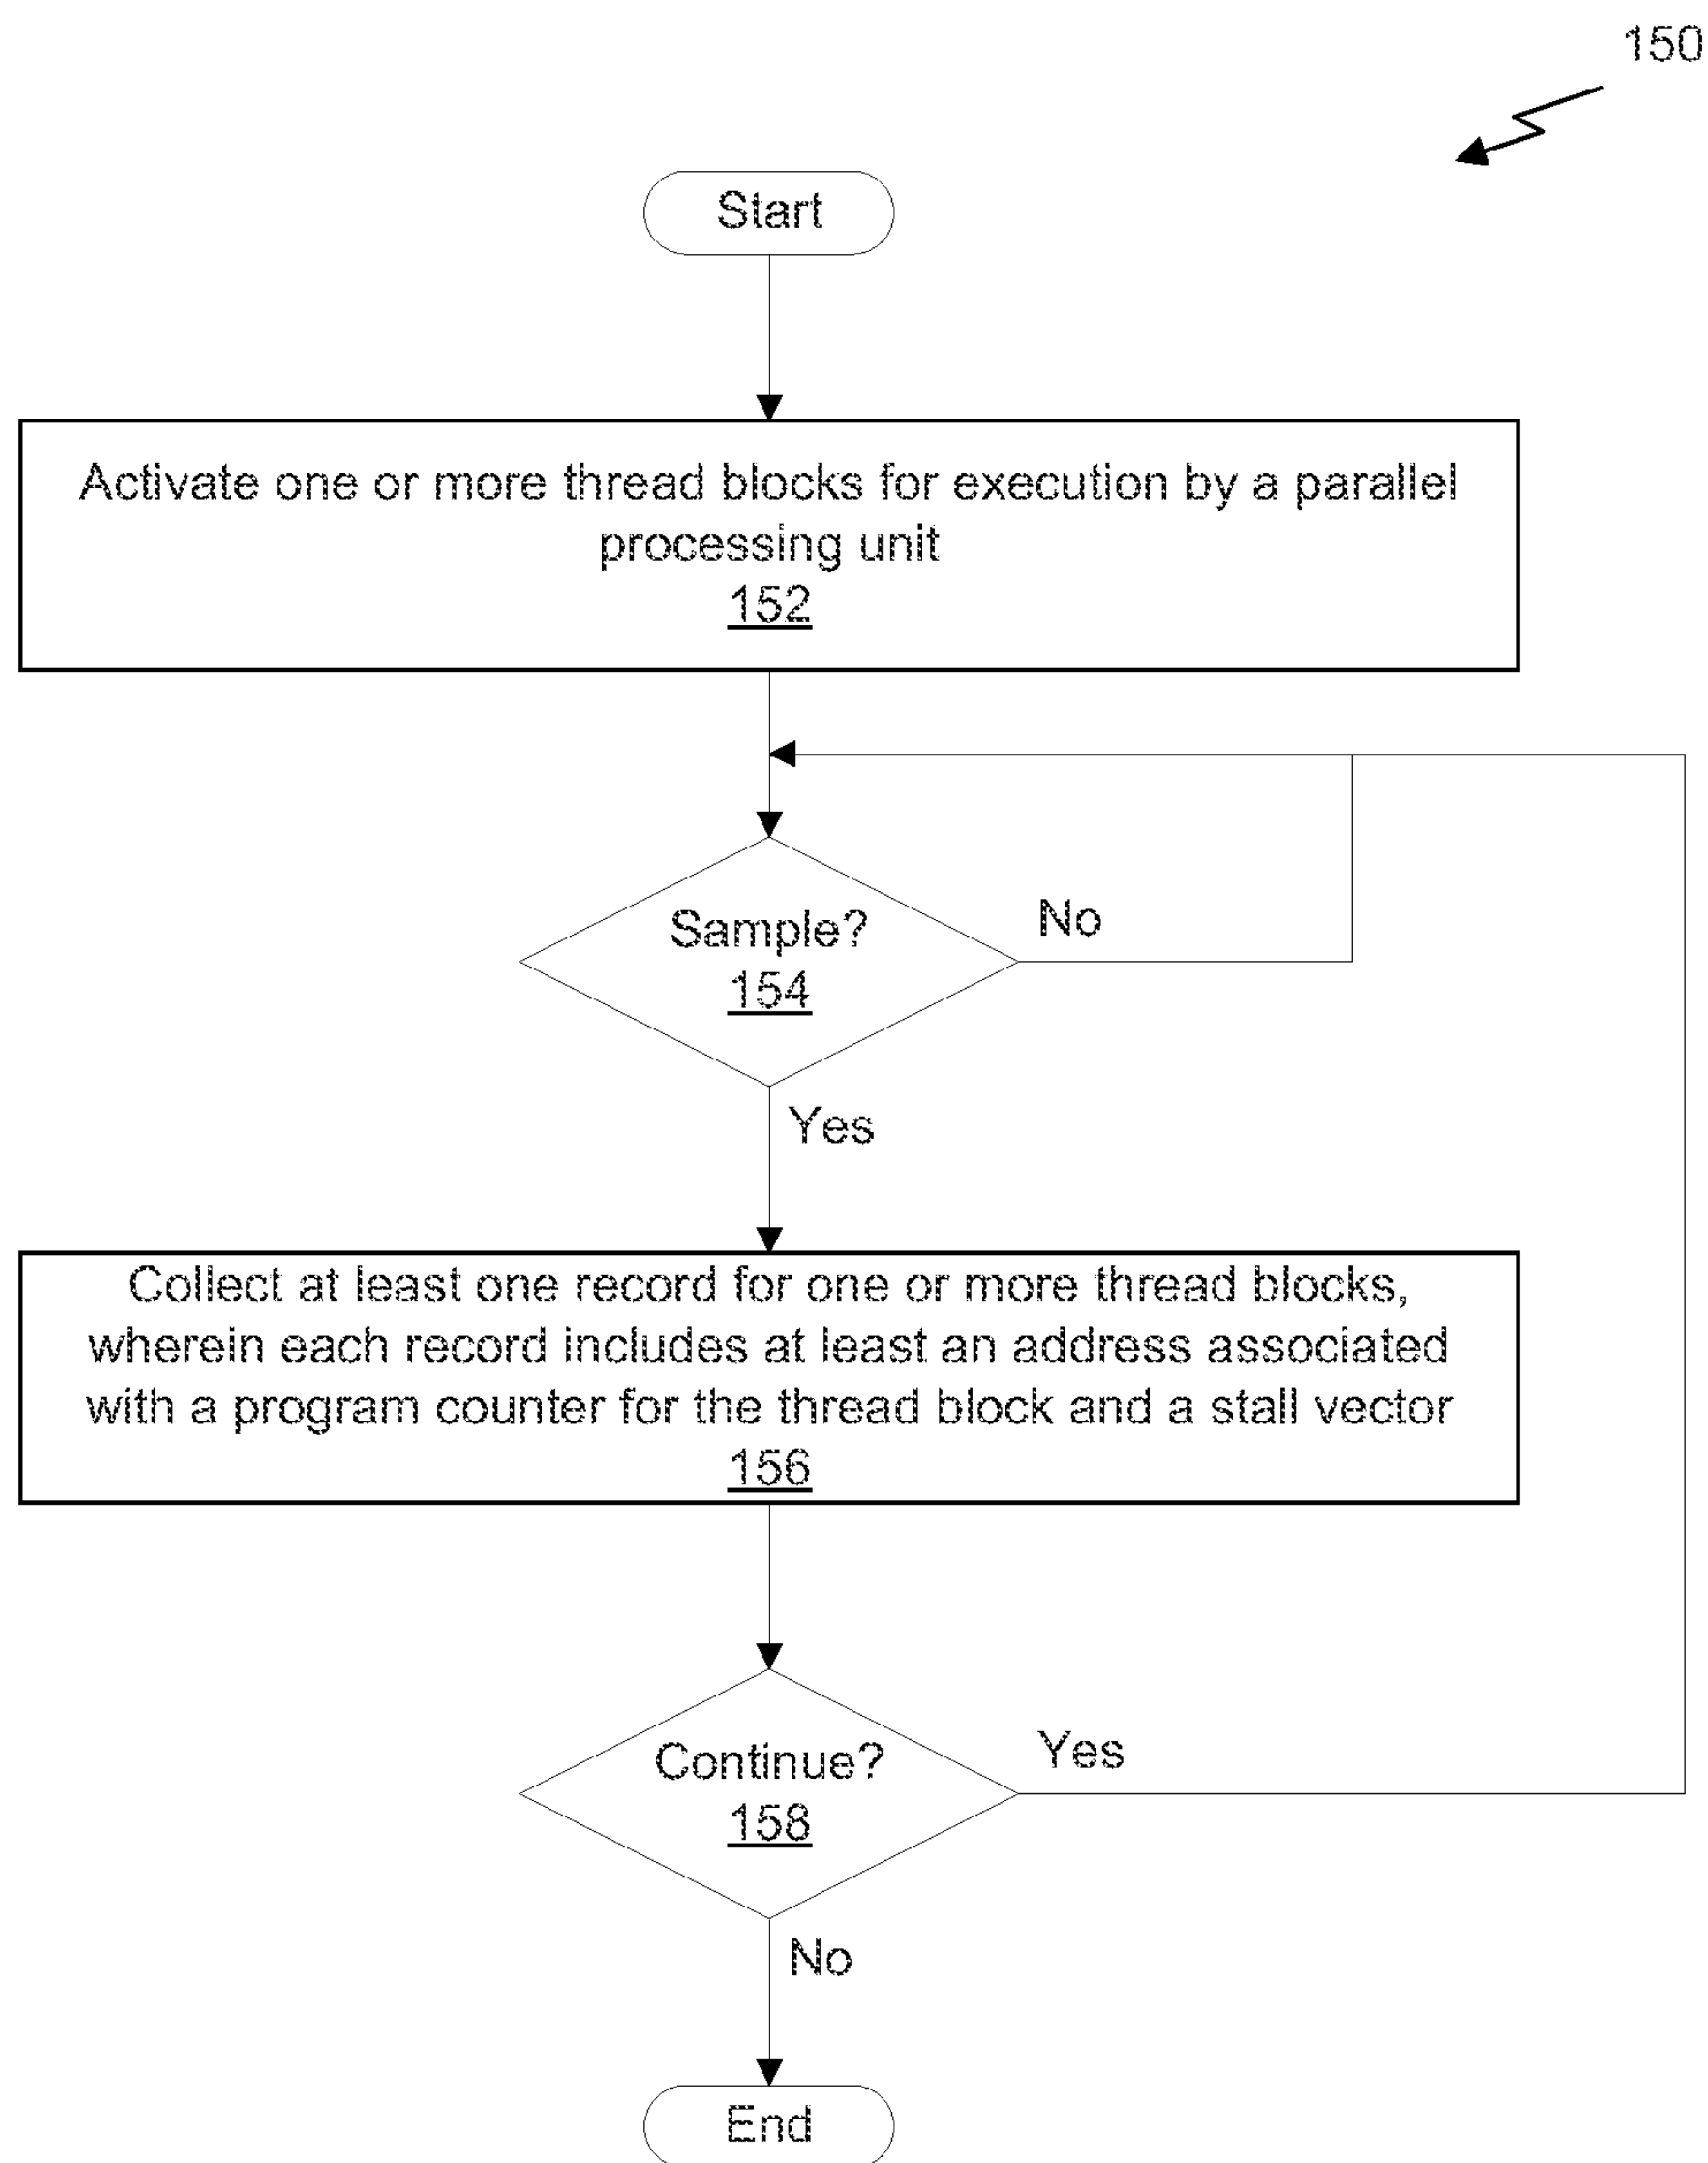 150
Start
Activate one or more thread blocks for execution by a parallel
processing unit
152
Sample?
154
No
Yes
Collect at least one record for one or more thread blocks,
wherein each record includes at least an address associated
with a program counter for the thread block and a stall vector
156
Continue?
158
Yes
No
End